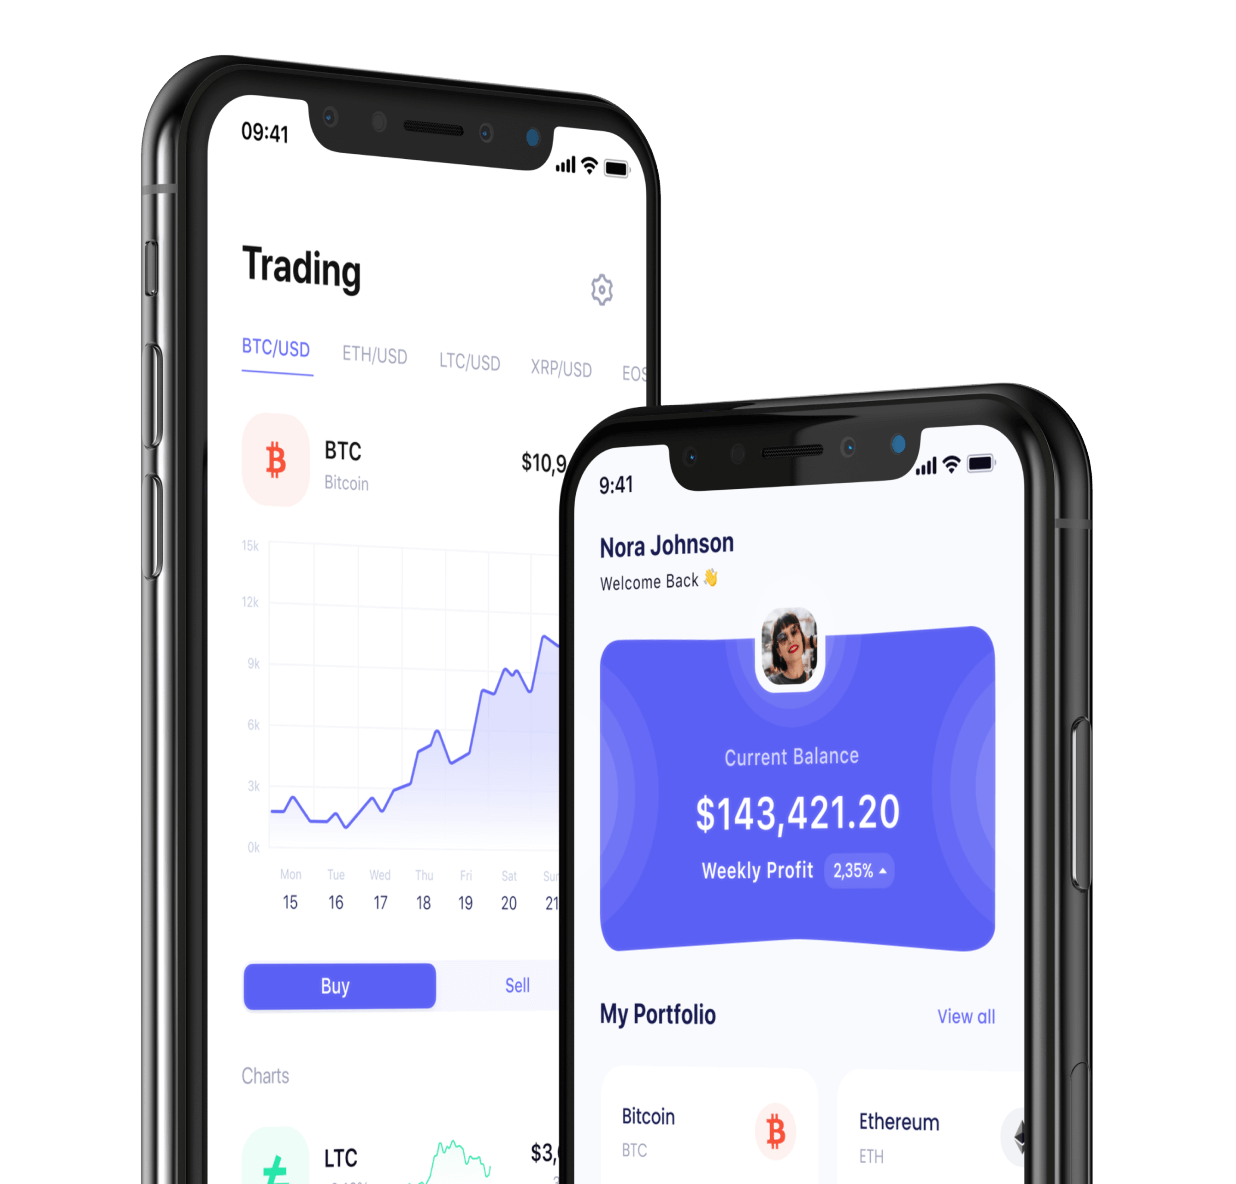 09:41
Trading
BTC/USD ETH/USD LTC/USD XRP/USD EOS
BTC
$10,9
Bitcoin
15k
12k
9k
6k
3k
0k
Mon Tue Wed Thu Fri Sat Sun
15 16 17 18 19 20 21
Buy Sell
Charts
LTC
$3,
9:41
Nora Johnson
Welcome Back 👋
Current Balance
$143,421.20
Weekly Profit 2,35%
My Portfolio View all
Bitcoin
BTC
Ethereum
ETH